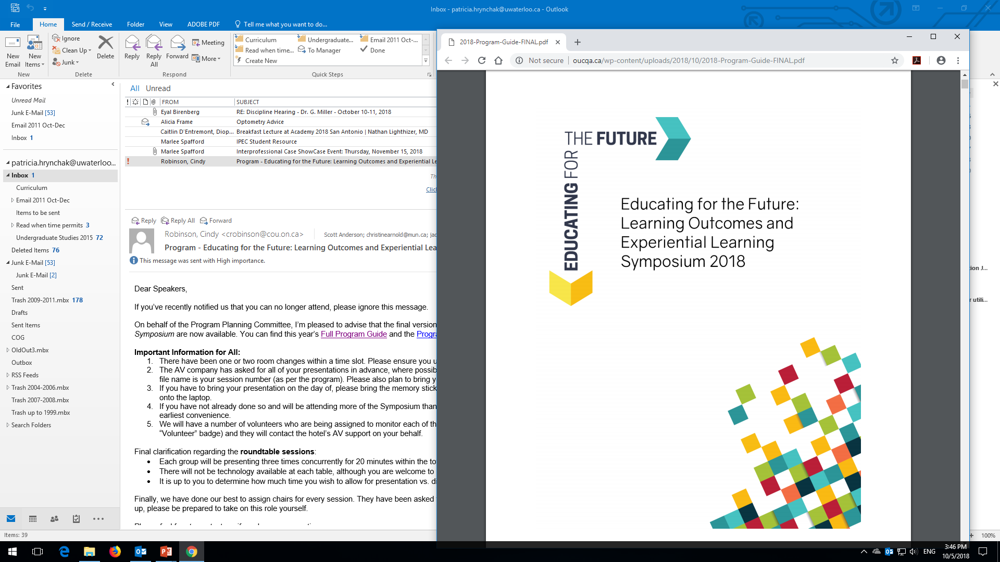 Inbox - patricia.hrynchak@uwaterloo.ca - Outlook
File Home Send / Receive Folder View ADOBE PDF Tell me what you want to do...
New Email
New Items
Ignore
Clean Up
Junk
Delete
Reply
Reply All
Forward
Meeting
More
Curriculum Undergraduate... Email 2011 Oct-...
Read when time... To Manager Done
Create New
New Delete Respond Quick Steps
Favorites
Unread Mail
Junk E-Mail [53]
Email 2011 Oct-Dec
Inbox 1
patricia.hrynchak@uwaterloo...
Inbox 1
Curriculum
Email 2011 Oct-Dec
Items to be sent
Read when time permits 3
Undergraduate Studies 2015 72
Deleted Items 76
Junk E-Mail [53]
Junk E-Mail [2]
Sent
Trash 2009-2011.mbx 178
Drafts
Sent Items
COG
OldOut3.mbx
Outbox
RSS Feeds
Trash 2004-2006.mbx
Trash 2007-2008.mbx
Trash up to 1999.mbx
Search Folders
Items: 39
All Unread
! FROM SUBJECT
Eyal Birenberg RE: Discipline Hearing - Dr. G. Miller - October 10-11, 2018
Alicia Frame Optometry Advice
Caitlin D'Entremont, Diop... Breakfast Lecture at Academy 2018 San Antonio | Nathan Lighthizer, MD
Marlee Spafford IPEC Student Resource
Marlee Spafford Interprofessional Case ShowCase Event: Thursday, November 15, 2018
! Robinson, Cindy Program - Educating for the Future: Learning Outcomes and Experiential Le
Th
Clic
Reply Reply All Forward
Robinson, Cindy <crobinson@cou.on.ca> Scott Anderson; christinearnold@mun.ca; jac
Program - Educating for the Future: Learning Outcomes and Experiential Lea
This message was sent with High importance.
Dear Speakers,
If you've recently notified us that you can no longer attend, please ignore this message.
On behalf of the Program Planning Committee, I'm pleased to advise that the final version
Symposium are now available. You can find this year's Full Program Guide and the Progra
Important Information for All:
1. There have been one or two room changes within a time slot. Please ensure you u
2. The AV company has asked for all of your presentations in advance, where possib
file name is your session number (as per the program). Please also plan to bring y
3. If you have to bring your presentation on the day of, please bring the memory stick
onto the laptop.
4. If you have not already done so and will be attending more of the Symposium than
earliest convenience.
5. We will have a number of volunteers who are being assigned to monitor each of th
“Volunteer” badge) and they will contact the hotel's AV support on your behalf.
Final clarification regarding the roundtable sessions:
• Each group will be presenting three times concurrently for 20 minutes within the to
• There will not be technology available at each table, although you are welcome to
• It is up to you to determine how much time you wish to allow for presentation vs. di
Finally, we have done our best to assign chairs for every session. They have been asked
up, please be prepared to take on this role yourself.
2018-Program-Guide-FINAL.pdf
Not secure oucqa.ca/wp-content/uploads/2018/10/2018-Program-Guide-FINAL.pdf
EDUCATING FOR
THE FUTURE
Educating for the Future:
Learning Outcomes and
Experiential Learning
Symposium 2018
tion J...
r utili...
100%
ENG
3:46 PM
10/5/2018